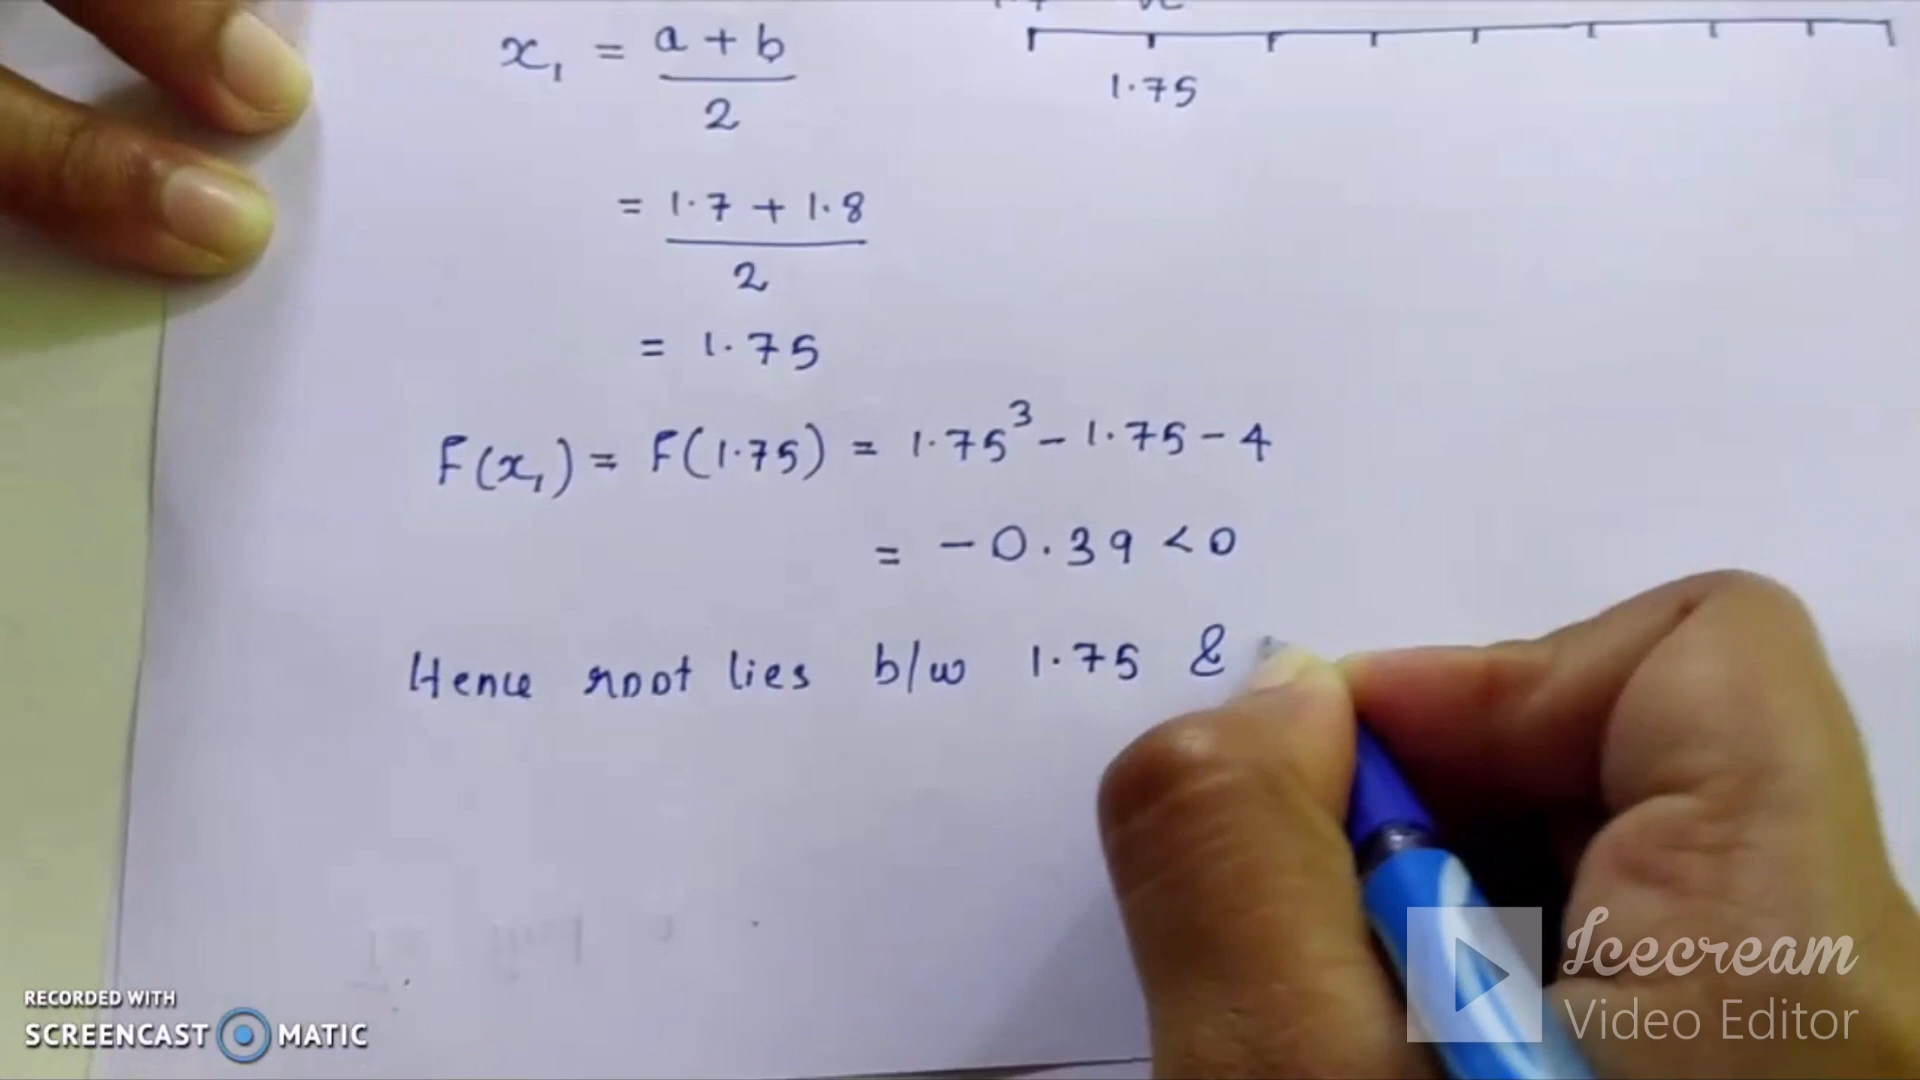 x₁ = a + b
2
1.75
= 1.7 + 1.8
2
= 1.75
F(x₁) = F(1.75) = 1.75³ - 1.75 - 4
= -0.39 < 0
Hence root lies b/w 1.75 &
RECORDED WITH
SCREENCAST MATIC
Icecream
Video Editor